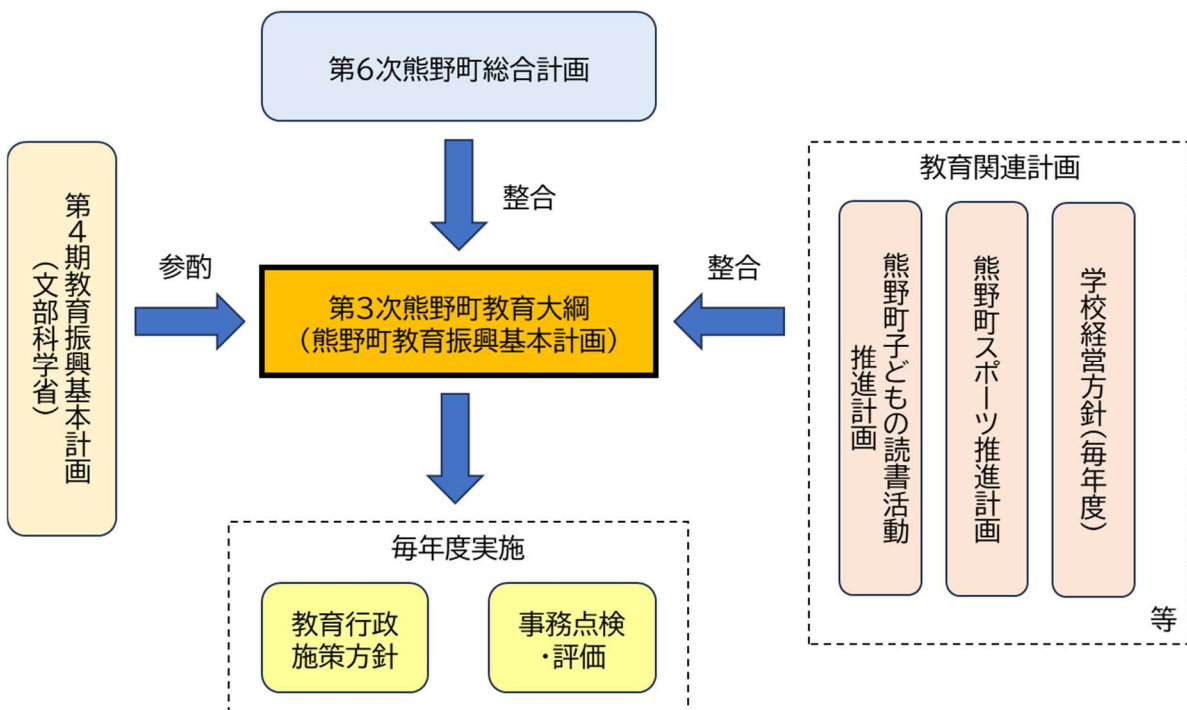 第6次熊野町総合計画
整合
第4期教育振興基本計画
(文部科学省)
参酌
第3次熊野町教育大綱
(熊野町教育振興基本計画)
整合
教育関連計画
熊野町子どもの読書活動
推進計画
熊野町スポーツ推進計画
学校経営方針(毎年度)
等
毎年度実施
教育行政
施策方針
事務点検
・評価